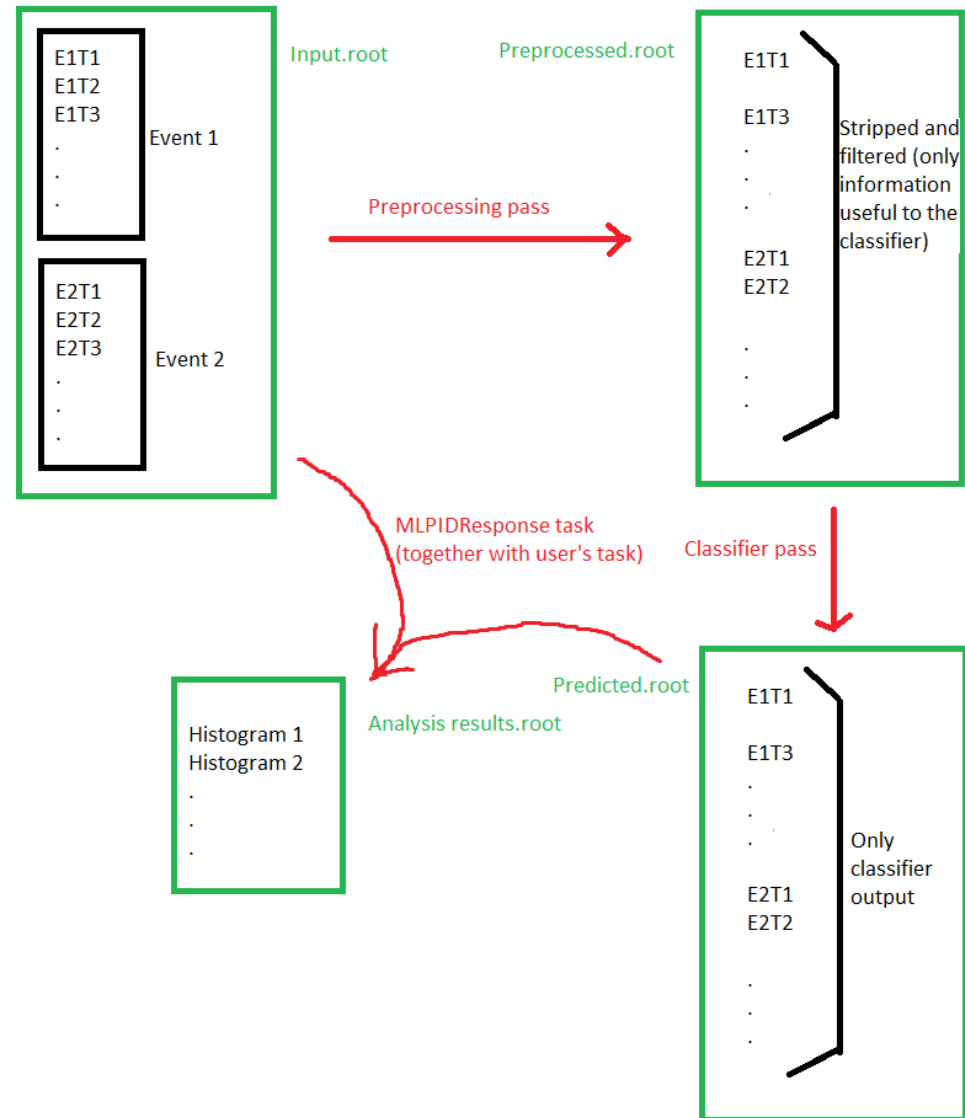 Input.root
E1T1
E1T2
E1T3
.
.
.
Event 1
E2T1
E2T2
E2T3
.
.
.
Event 2
Preprocessing pass
Preprocessed.root
E1T1
E1T3
.
.
.
E2T1
E2T2
.
.
.
Stripped and
filtered (only
information
useful to the
classifier)
MLPIDResponse task
(together with user's task)
Classifier pass
Predicted.root
E1T1
E1T3
.
.
.
E2T1
E2T2
.
.
.
Only
classifier
output
Analysis results.root
Histogram 1
Histogram 2
.
.
.